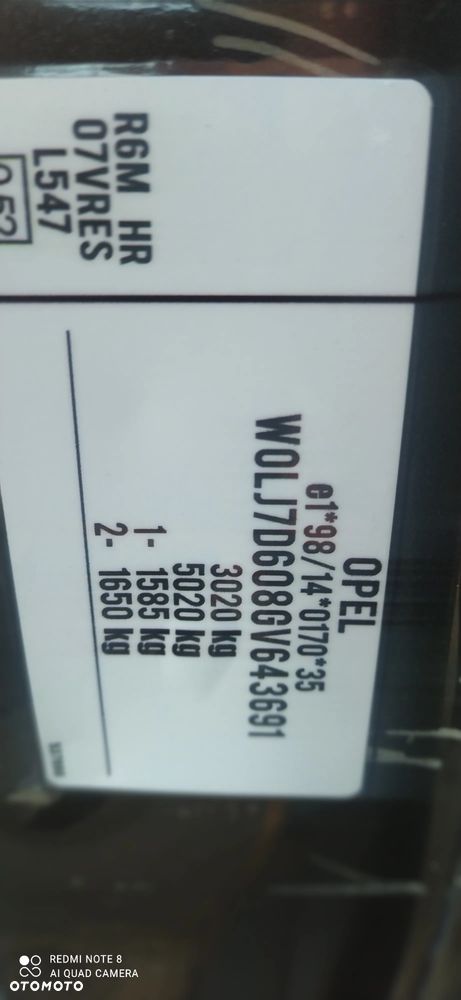 OPEL
e1*98/14*0170*35
W0LJ7D608GV643691
3020 kg
5020 kg
1- 1585 kg
2- 1650 kg
R6M HR
07VRES
L547
REDMI NOTE 8
AI QUAD CAMERA
OTOMOTO